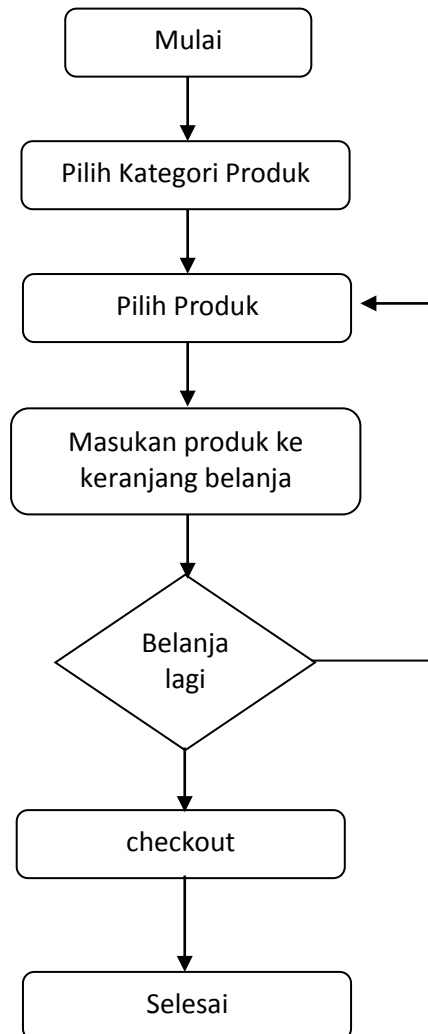 Mulai
Pilih Kategori Produk
Pilih Produk
Masukan produk ke
keranjang belanja
Belanja
lagi
checkout
Selesai